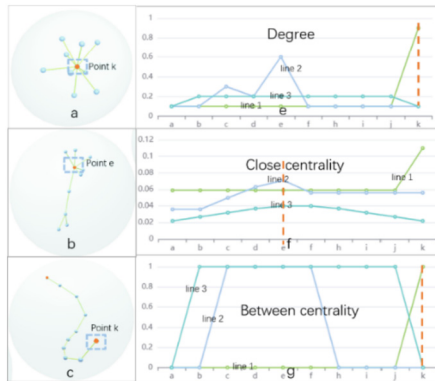 Point k
a
1
0.8
0.6
0.4
0.2
0
Degree
line 2
line 3
line 1
a b c d e f h i j k
e
Point e
b
0.12
0.1
0.08
0.06
0.04
0.02
0
Close centrality
line 1
line 2
line 3
a b c d e f h i j k
f
Point k
c
1
0.8
0.6
0.4
0.2
0
line 3
line 2
Between centrality
line 1
a b c d e f h i j k
g